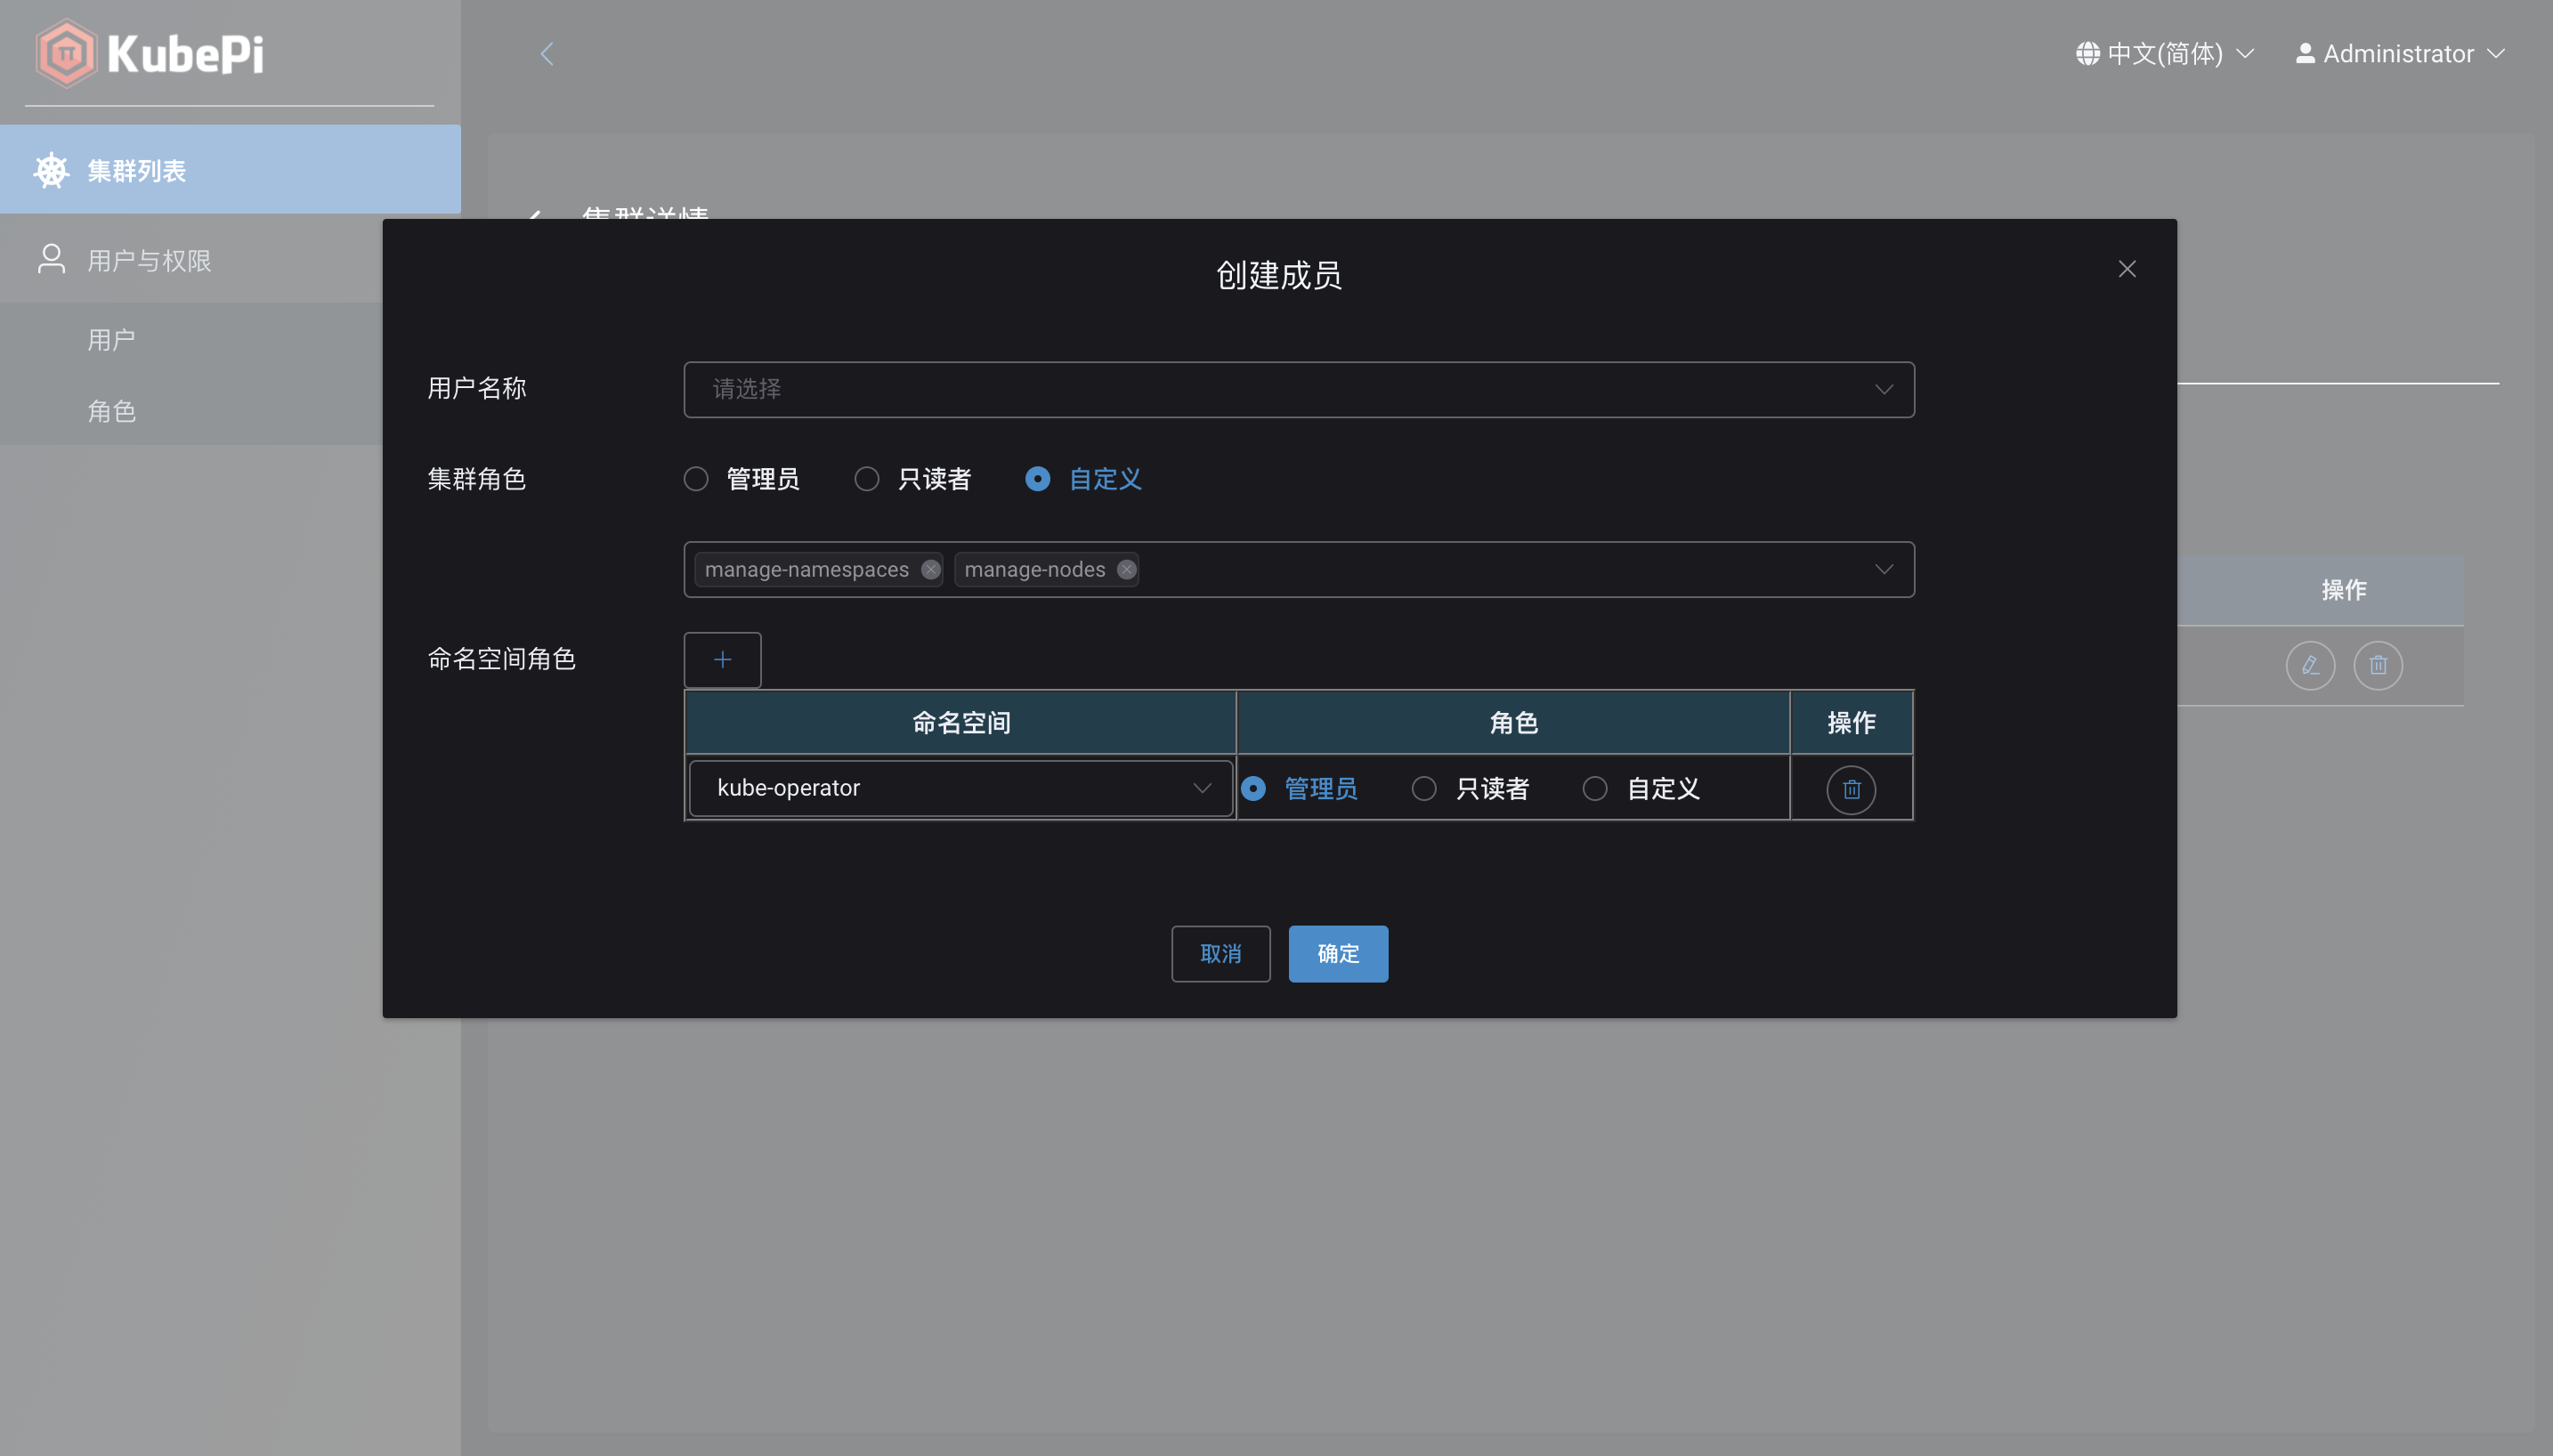 KubePi
中文(简体)
Administrator
集群列表
用户与权限
用户
角色
集群详情
创建成员
用户名称
请选择
集群角色
管理员
只读者
自定义
manage-namespaces
manage-nodes
操作
命名空间角色
命名空间
角色
操作
kube-operator
管理员
只读者
自定义
取消
确定